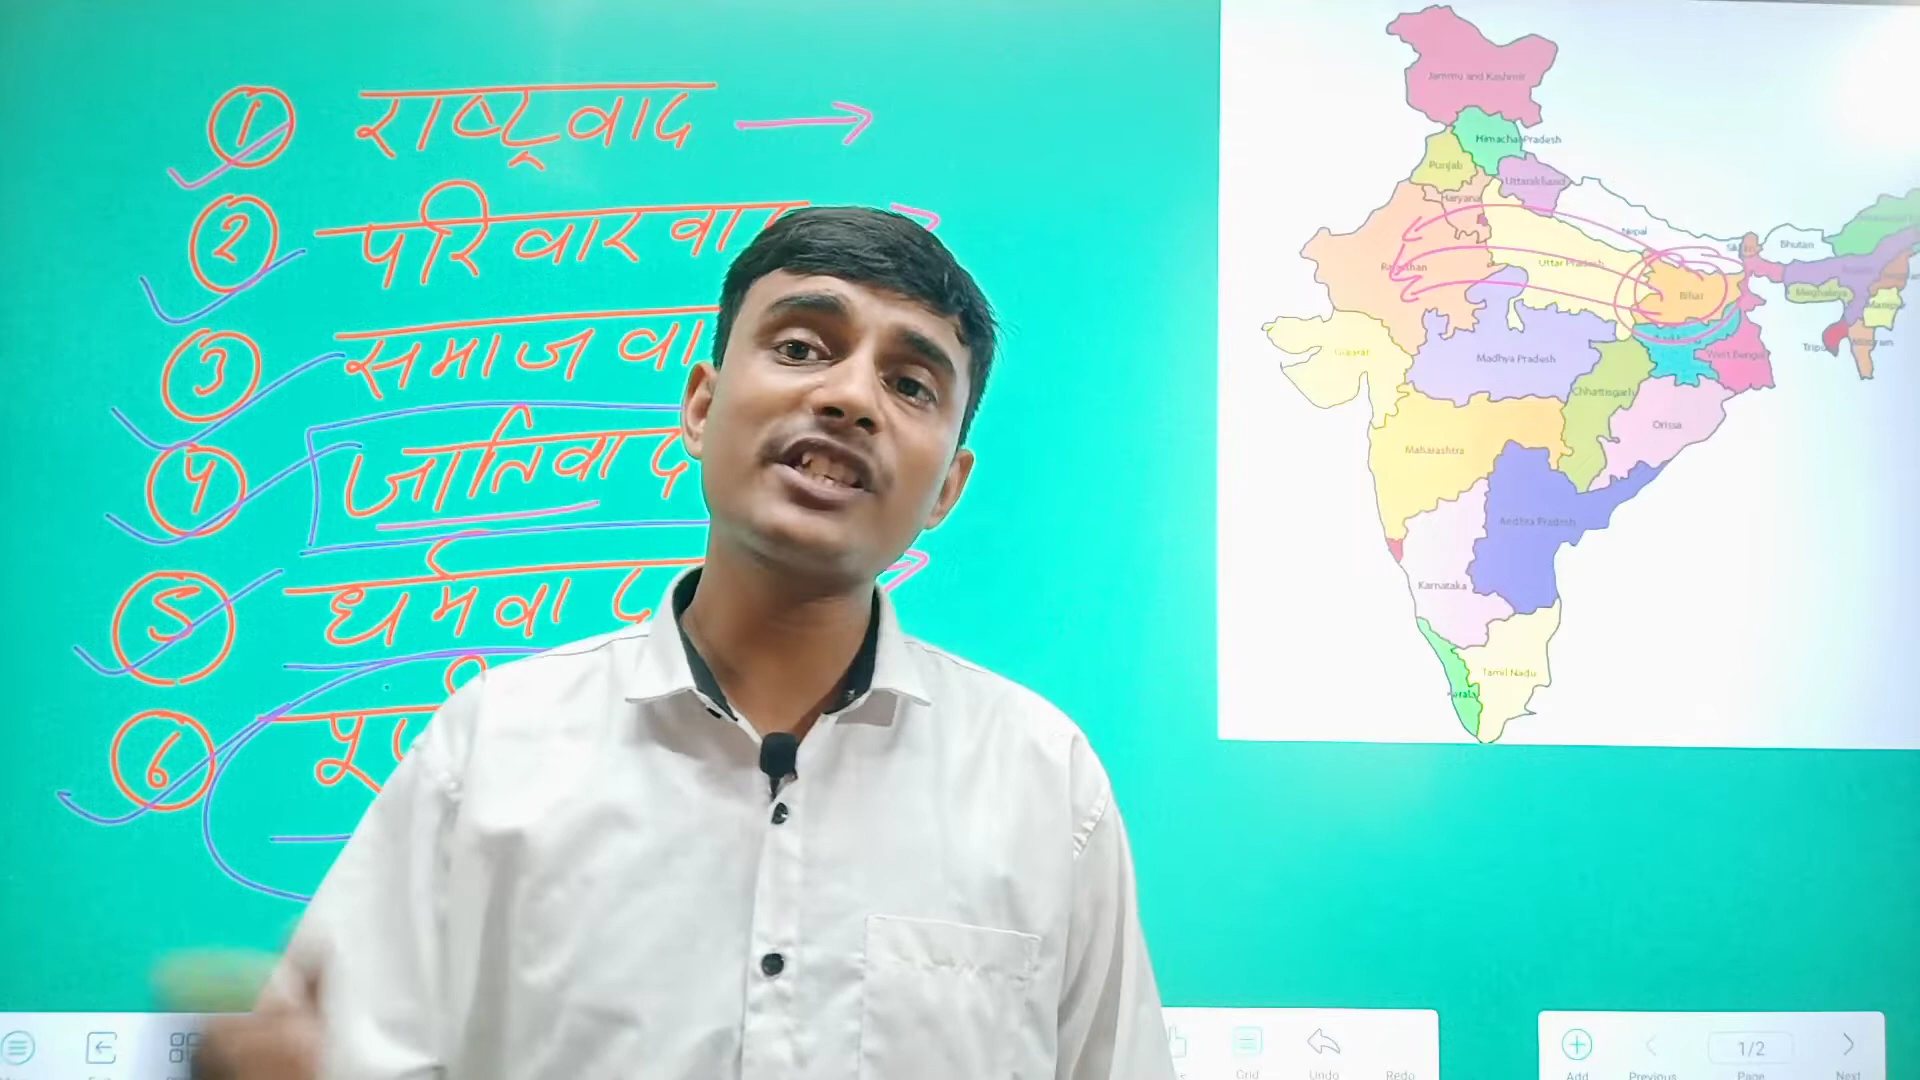 ① राष्ट्रवाद →
② परिवारवा
③ समाजवा
④ जातिवाद
⑤ धर्मवाद
⑥
Jammu and Kashmir
Himachal Pradesh
Punjab
Uttarakhand
Haryana
Nepal
Bhutan
Rajasthan
Uttar Pradesh
Bihar
Meghalaya
Gujarat
Madhya Pradesh
West Bengal
Chhattisgarh
Orissa
Maharashtra
Andhra Pradesh
Karnataka
Tamil Nadu
Kerala
Grid
Undo
Redo
Add
Previous
1/2
Page
Next